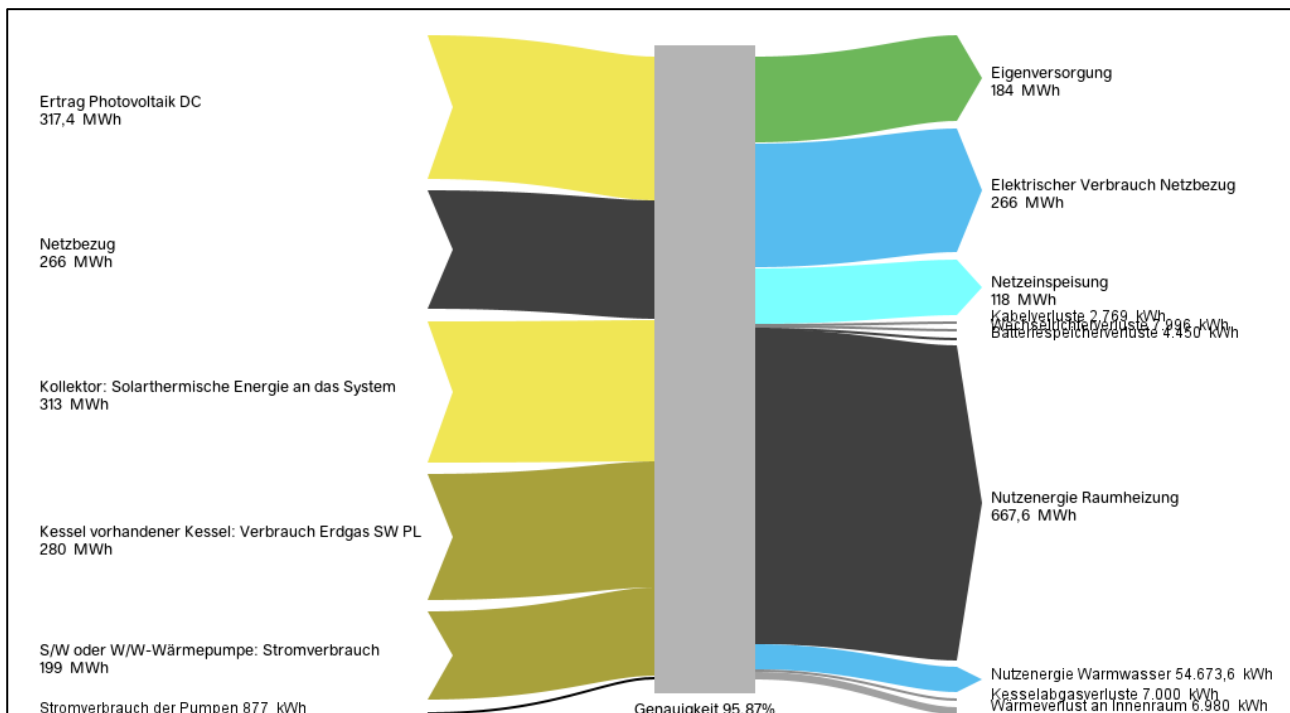 Ertrag Photovoltaik DC
317,4 MWh
Netzbezug
266 MWh
Kollektor: Solarthermische Energie an das System
313 MWh
Kessel vorhandener Kessel: Verbrauch Erdgas SW PL
280 MWh
S/W oder W/W-Wärmepumpe: Stromverbrauch
199 MWh
Stromverbrauch der Pumpen 877 kWh
Genauigkeit 95,87%
Eigenversorgung
184 MWh
Elektrischer Verbrauch Netzbezug
266 MWh
Netzeinspeisung
118 MWh
Kabelverluste 2.769 kWh
Wechselrichterverluste 7.996 kWh
Batteriespeicherverluste 4.450 kWh
Nutzenergie Raumheizung
667,6 MWh
Nutzenergie Warmwasser 54.673,6 kWh
Kesselabgasverluste 7.000 kWh
Wärmeverlust an Innenraum 6.980 kWh